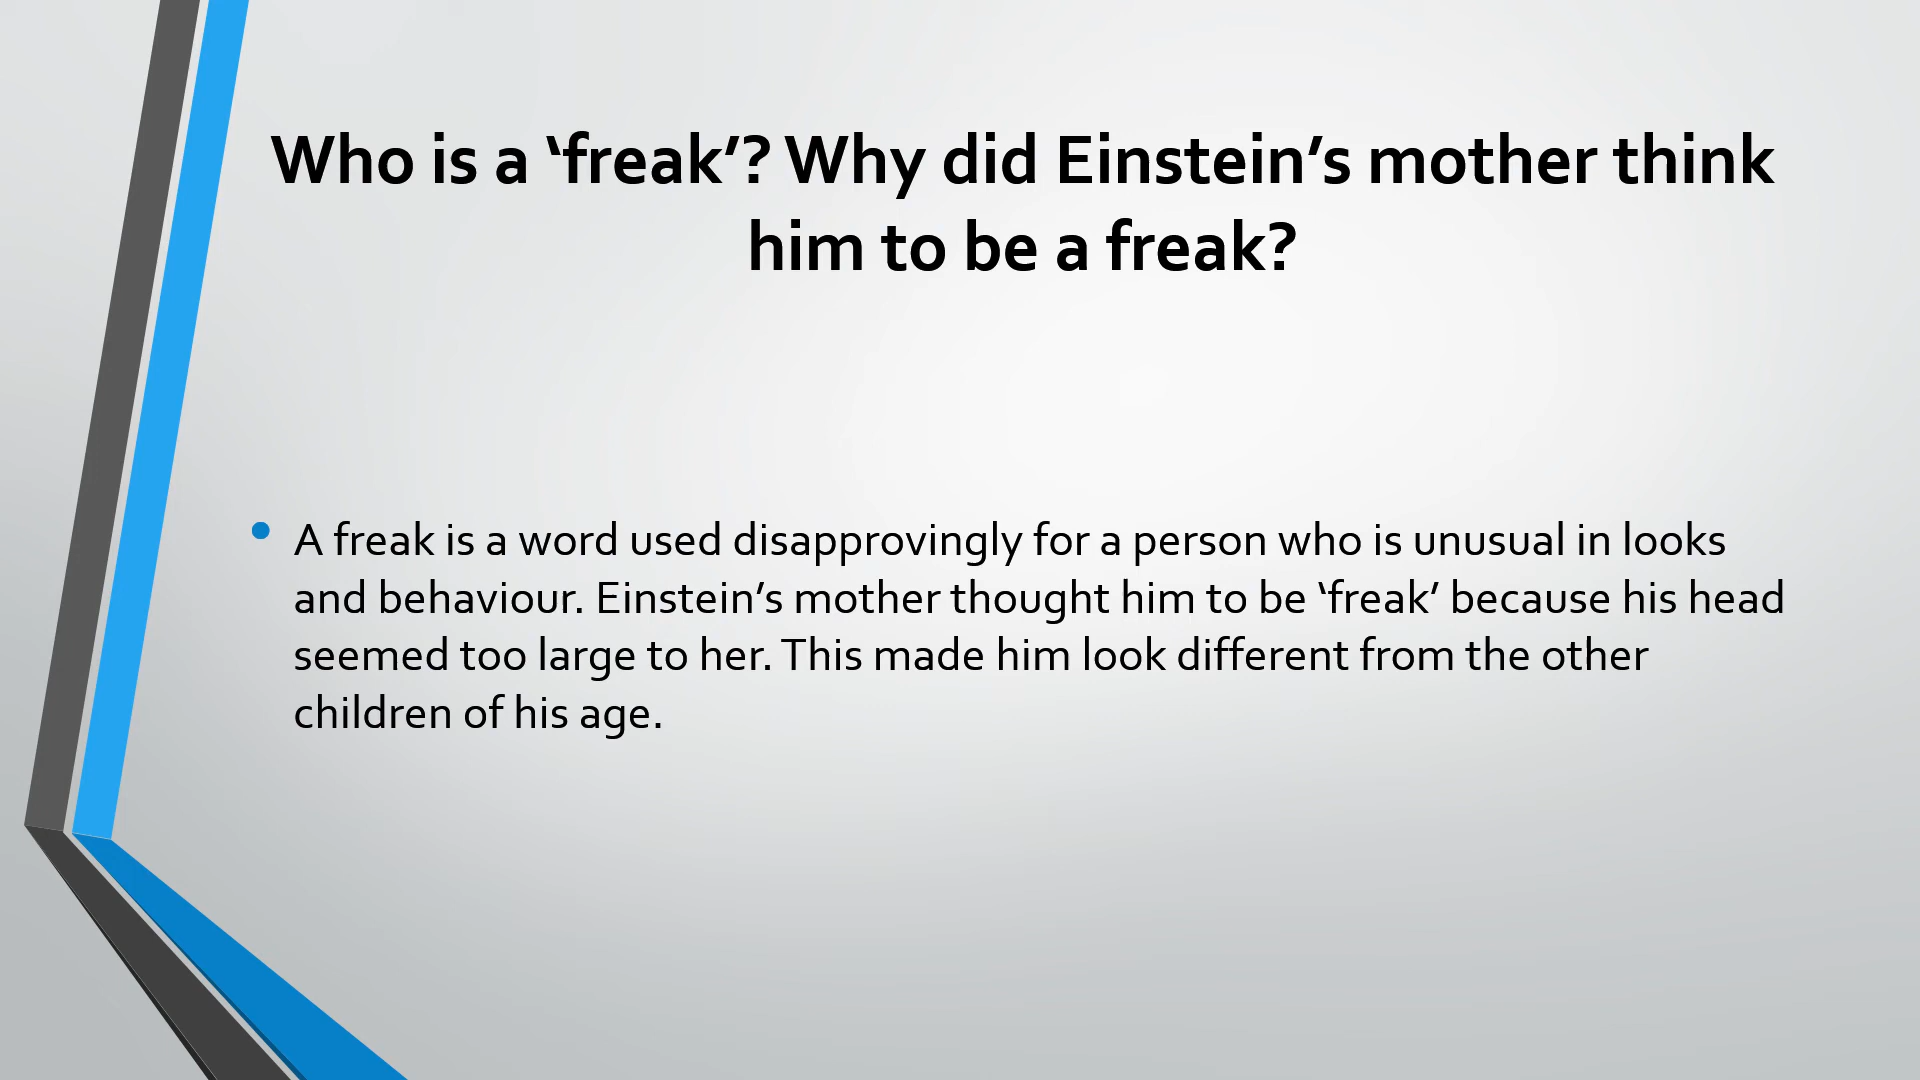 Who is a ‘freak’? Why did Einstein’s mother think
him to be a freak?
• A freak is a word used disapprovingly for a person who is unusual in looks
and behaviour. Einstein’s mother thought him to be ‘freak’ because his head
seemed too large to her. This made him look different from the other
children of his age.